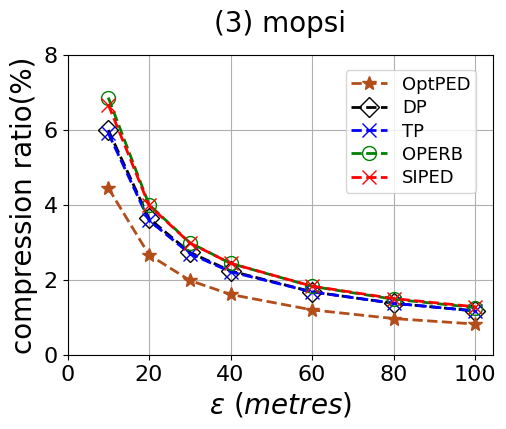 (3) mopsi
compression ratio(%)
8
6
4
2
0
0 20 40 60 80 100
ε (metres)
OptPED
DP
TP
OPERB
SIPED